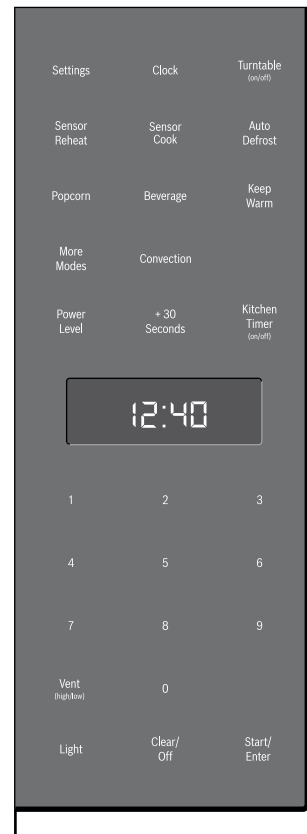 Settings Clock Turntable
(on/off)
Sensor Sensor Auto
Reheat Cook Defrost
Popcorn Beverage Keep
Warm
More
Modes Convection
Power + 30 Kitchen
Level Seconds Timer
(on/off)
12:40
1 2 3
4 5 6
7 8 9
Vent 0
(high/low)
Light Clear/ Start/
Off Enter